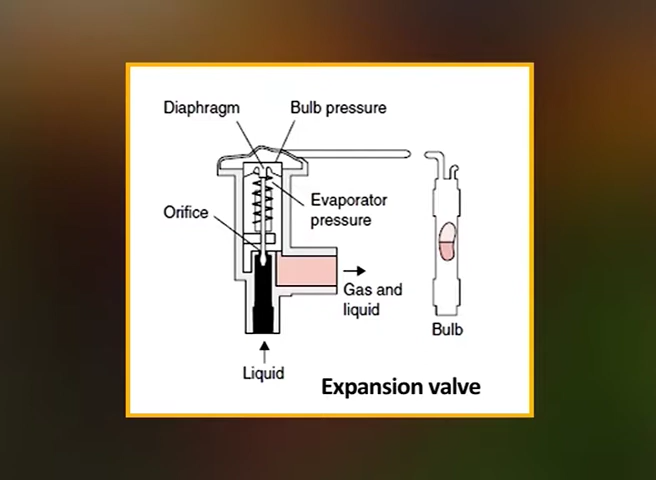 Diaphragm
Bulb pressure
Evaporator
pressure
Orifice
Gas and
liquid
Bulb
Liquid
Expansion valve